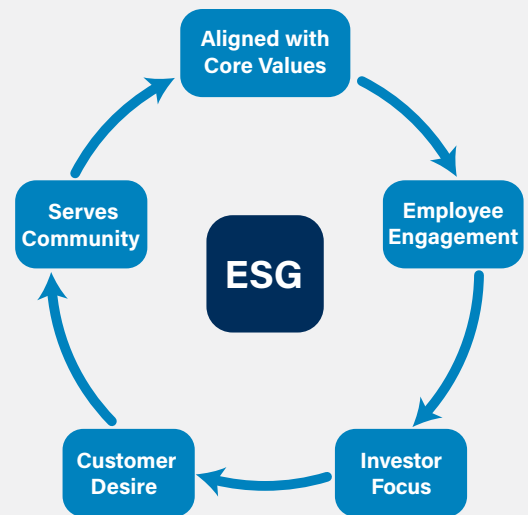 Aligned with
Core Values
Employee
Engagement
Investor
Focus
Customer
Desire
Serves
Community
ESG